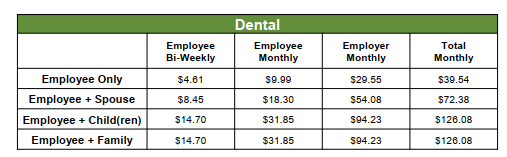 Dental
Employee Bi-Weekly Employee Monthly Employer Monthly Total Monthly
Employee Only $4.61 $9.99 $29.55 $39.54
Employee + Spouse $8.45 $18.30 $54.08 $72.38
Employee + Child(ren) $14.70 $31.85 $94.23 $126.08
Employee + Family $14.70 $31.85 $94.23 $126.08